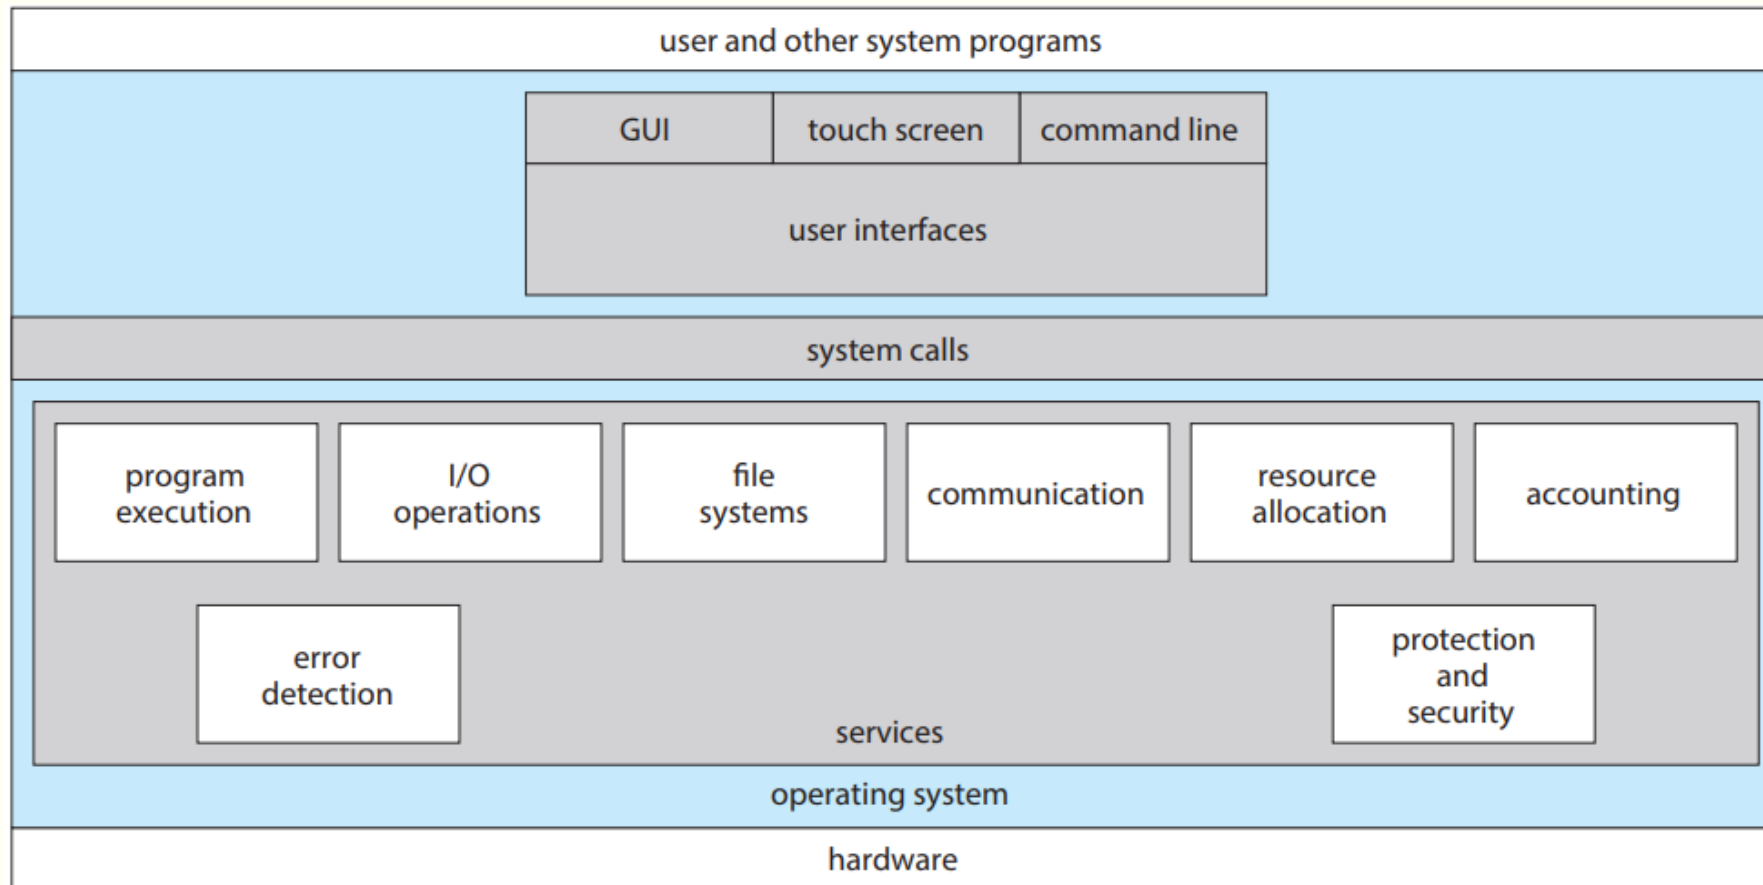 user and other system programs
GUI
touch screen
command line
user interfaces
system calls
program
execution
I/O
operations
file
systems
communication
resource
allocation
accounting
error
detection
protection
and
security
services
operating system
hardware